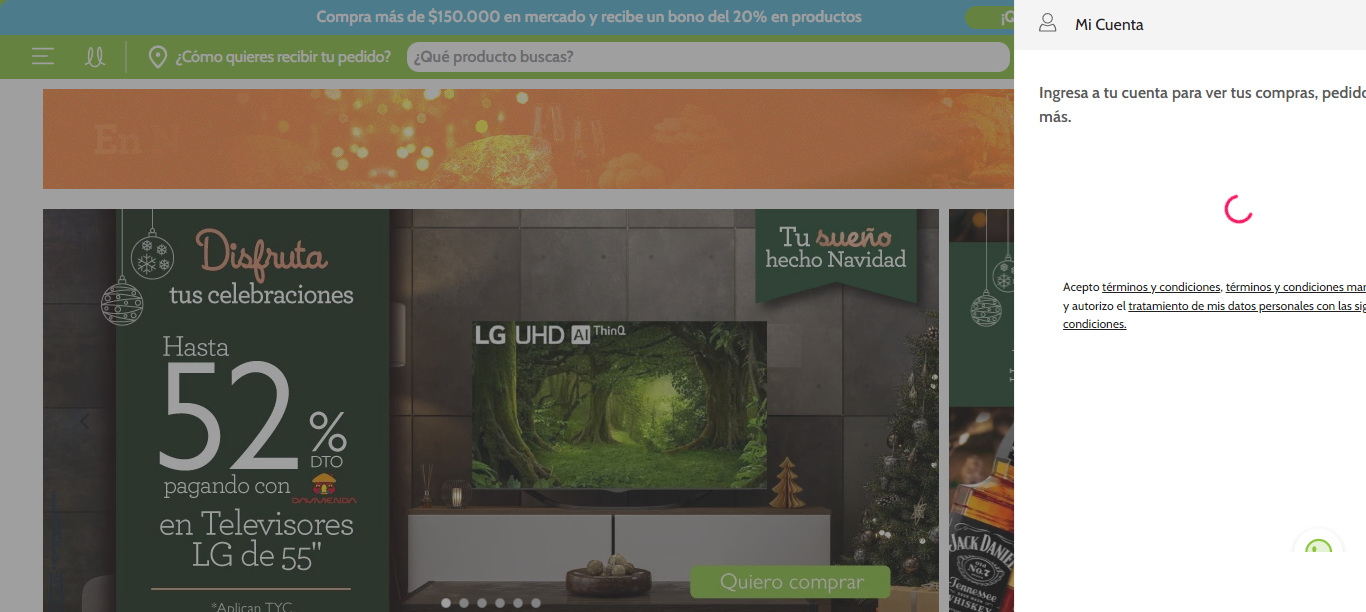 Compra más de $150.000 en mercado y recibe un bono del 20% en productos
¿Cómo quieres recibir tu pedido?
¿Qué producto buscas?
Mi Cuenta
Ingresa a tu cuenta para ver tus compras,
más.
En N
Disfruta
tus celebraciones
Hasta
52%
DTO
pagando con
DAVIVIENDA
en Televisores
LG de 55"
*Aplican TYC
LG UHD AI ThinQ
Tu sueño
hecho Navidad
Quiero comprar
JACK DANI
Old
No.7
Tennessee
WHISKEY
Acepto términos y condiciones, términos y condiciones
y autorizo el tratamiento de mis datos personales con las
condiciones.